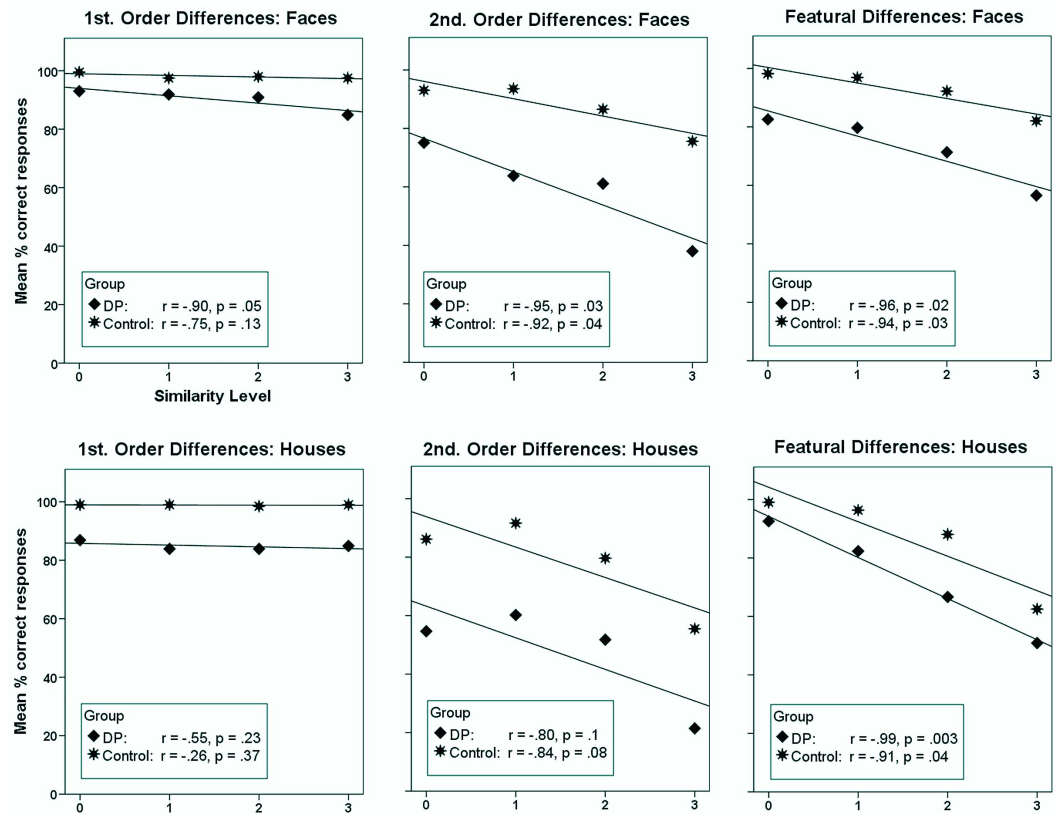 1st. Order Differences: Faces
Mean % correct responses
100
80
60
40
20
0
Group
DP: r = -.90, p = .05
Control: r = -.75, p = .13
0 1 2 3
Similarity Level
2nd. Order Differences: Faces
Group
DP: r = -.95, p = .03
Control: r = -.92, p = .04
0 1 2 3
Featural Differences: Faces
Group
DP: r = -.96, p = .02
Control: r = -.94, p = .03
0 1 2 3
1st. Order Differences: Houses
Mean % correct responses
100
80
60
40
20
0
Group
DP: r = -.55, p = .23
Control: r = -.26, p = .37
0 1 2 3
2nd. Order Differences: Houses
Group
DP: r = -.80, p = .1
Control: r = -.84, p = .08
0 1 2 3
Featural Differences: Houses
Group
DP: r = -.99, p = .003
Control: r = -.91, p = .04
0 1 2 3